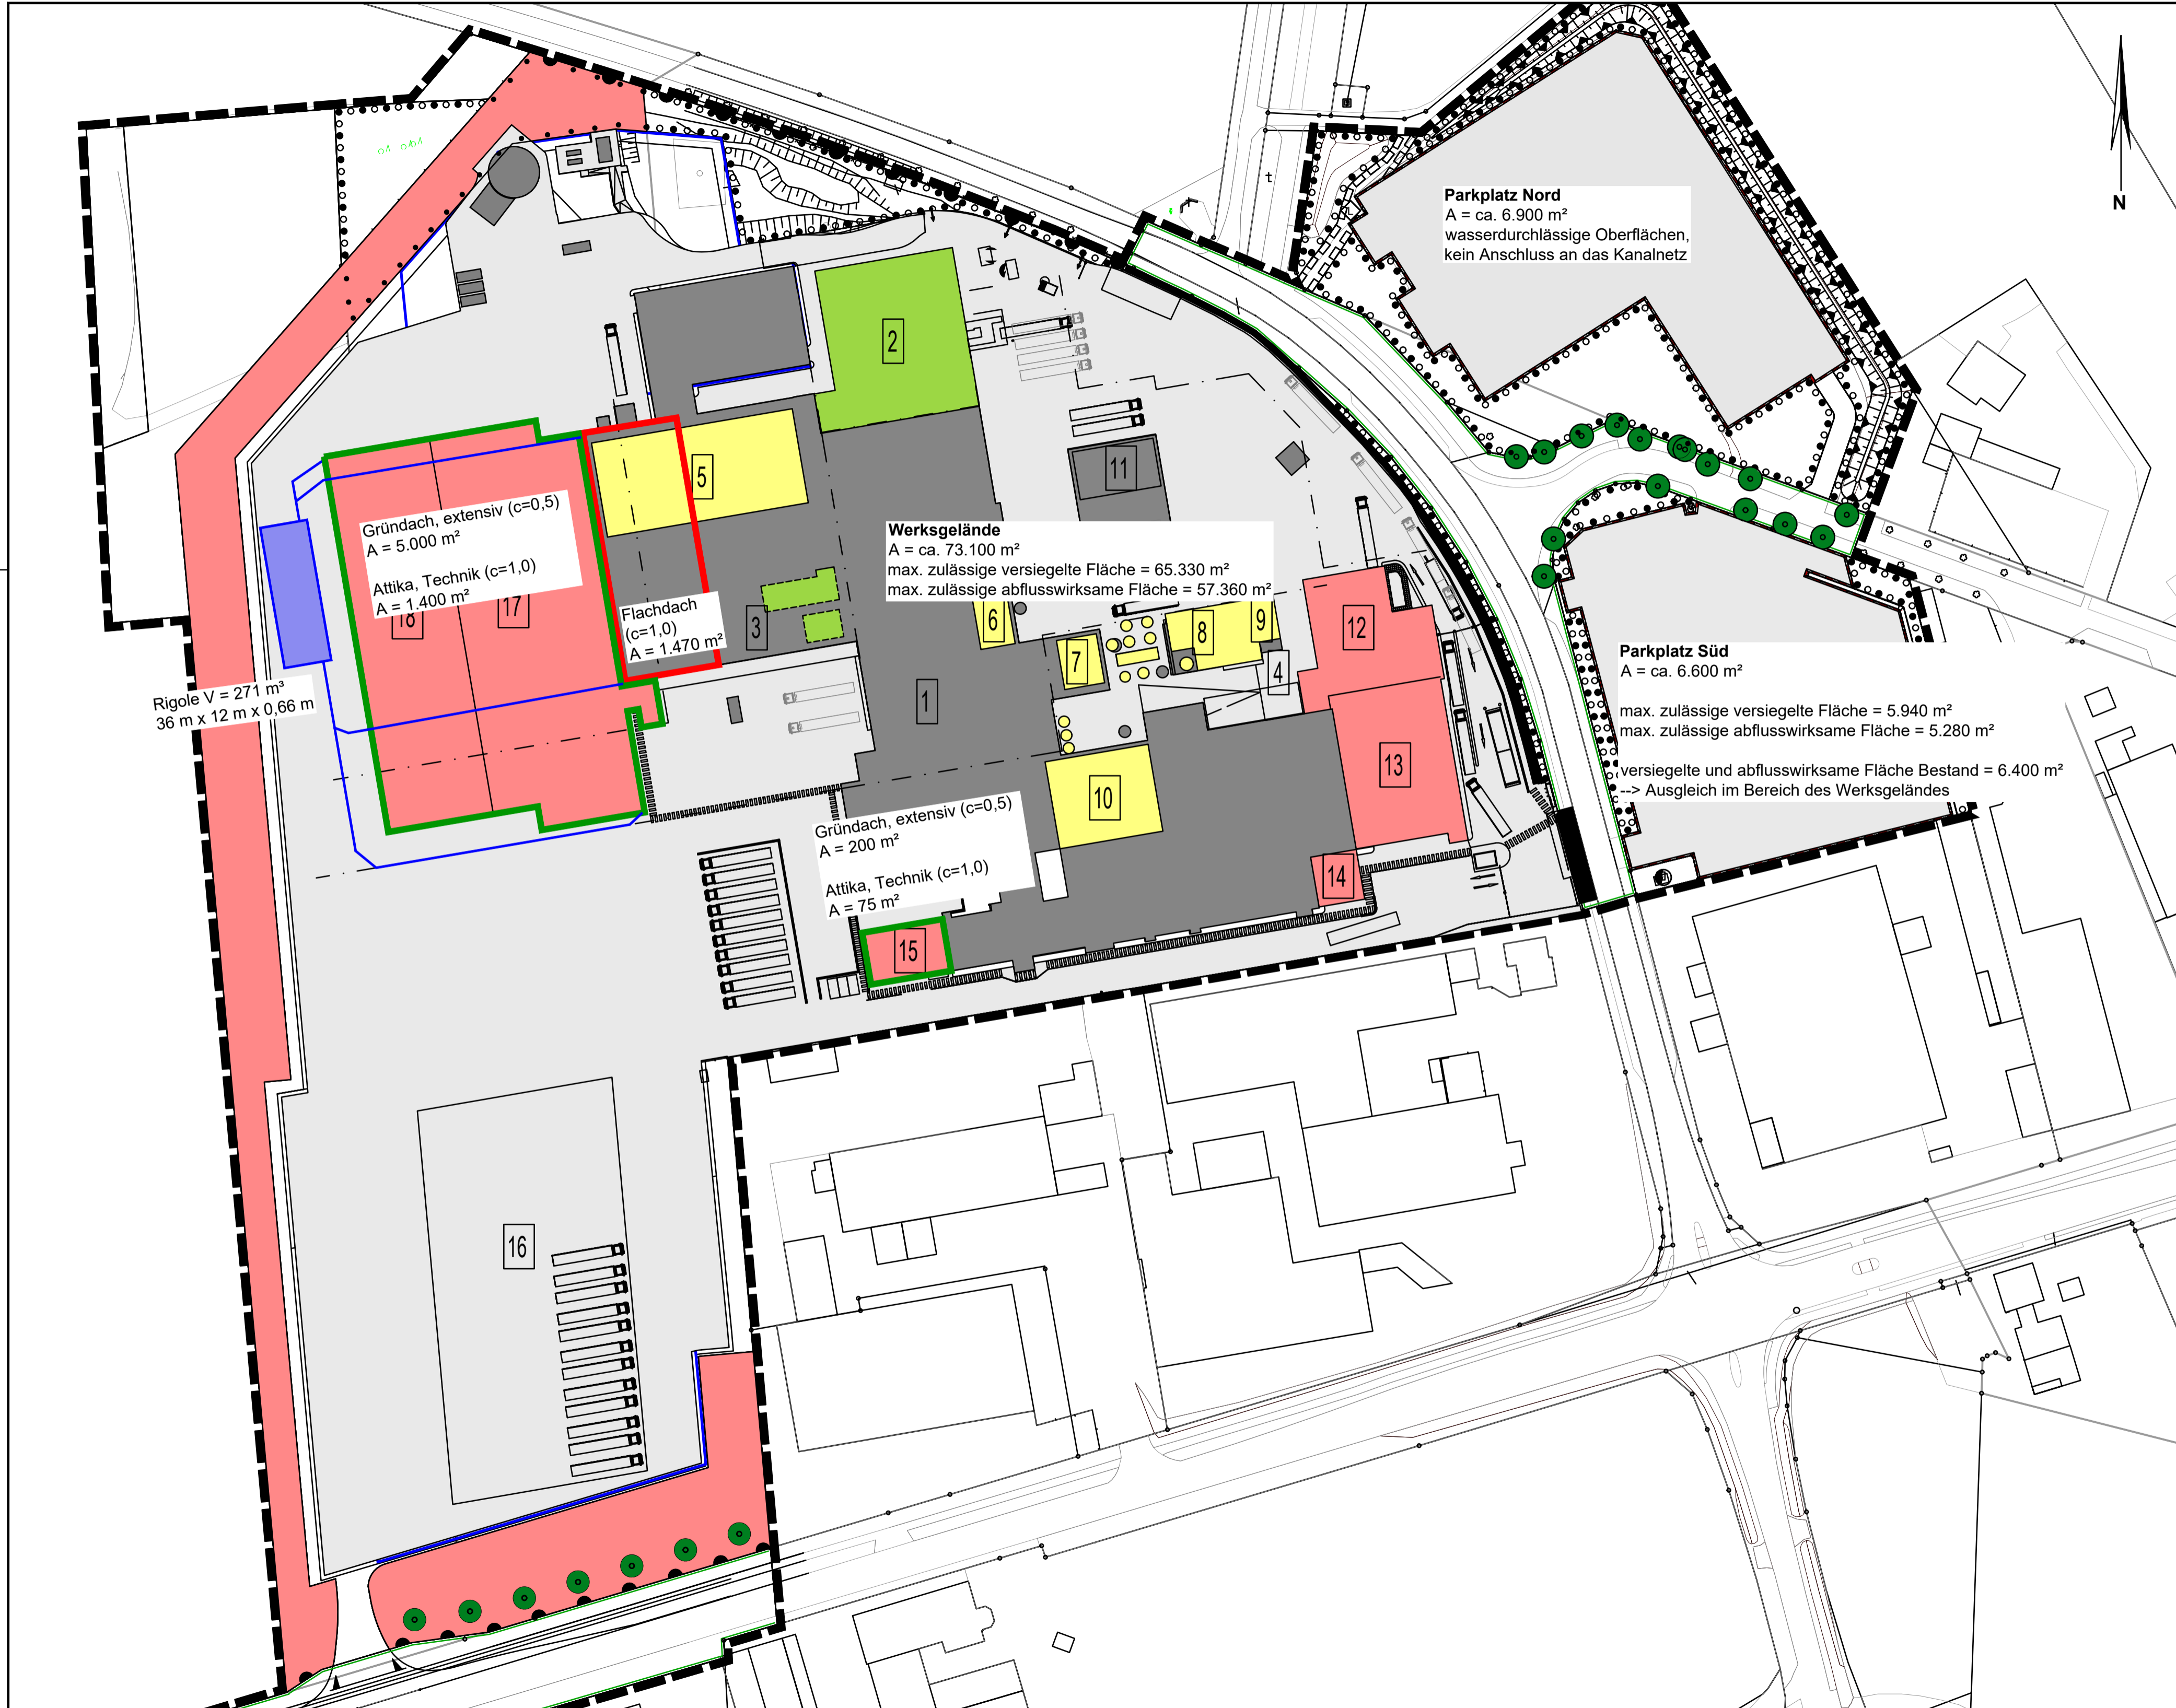 Parkplatz Nord
A = ca. 6.900 m²
wasserdurchlässige Oberflächen,
kein Anschluss an das Kanalnetz
N
2
5
11
Gründach, extensiv (c=0,5)
A = 5.000 m²
Attika, Technik (c=1,0)
A = 1.400 m²
18
17
Werksgelände
A = ca. 73.100 m²
max. zulässige versiegelte Fläche = 65.330 m²
max. zulässige abflusswirksame Fläche = 57.360 m²
Flachdach
(c=1,0)
A = 1.470 m²
3
6
7
8
9
4
12
Rigole V = 271 m³
36 m x 12 m x 0,66 m
1
Parkplatz Süd
A = ca. 6.600 m²
max. zulässige versiegelte Fläche = 5.940 m²
max. zulässige abflusswirksame Fläche = 5.280 m²
versiegelte und abflusswirksame Fläche Bestand = 6.400 m²
--> Ausgleich im Bereich des Werksgeländes
13
10
Gründach, extensiv (c=0,5)
A = 200 m²
Attika, Technik (c=1,0)
A = 75 m²
14
15
16